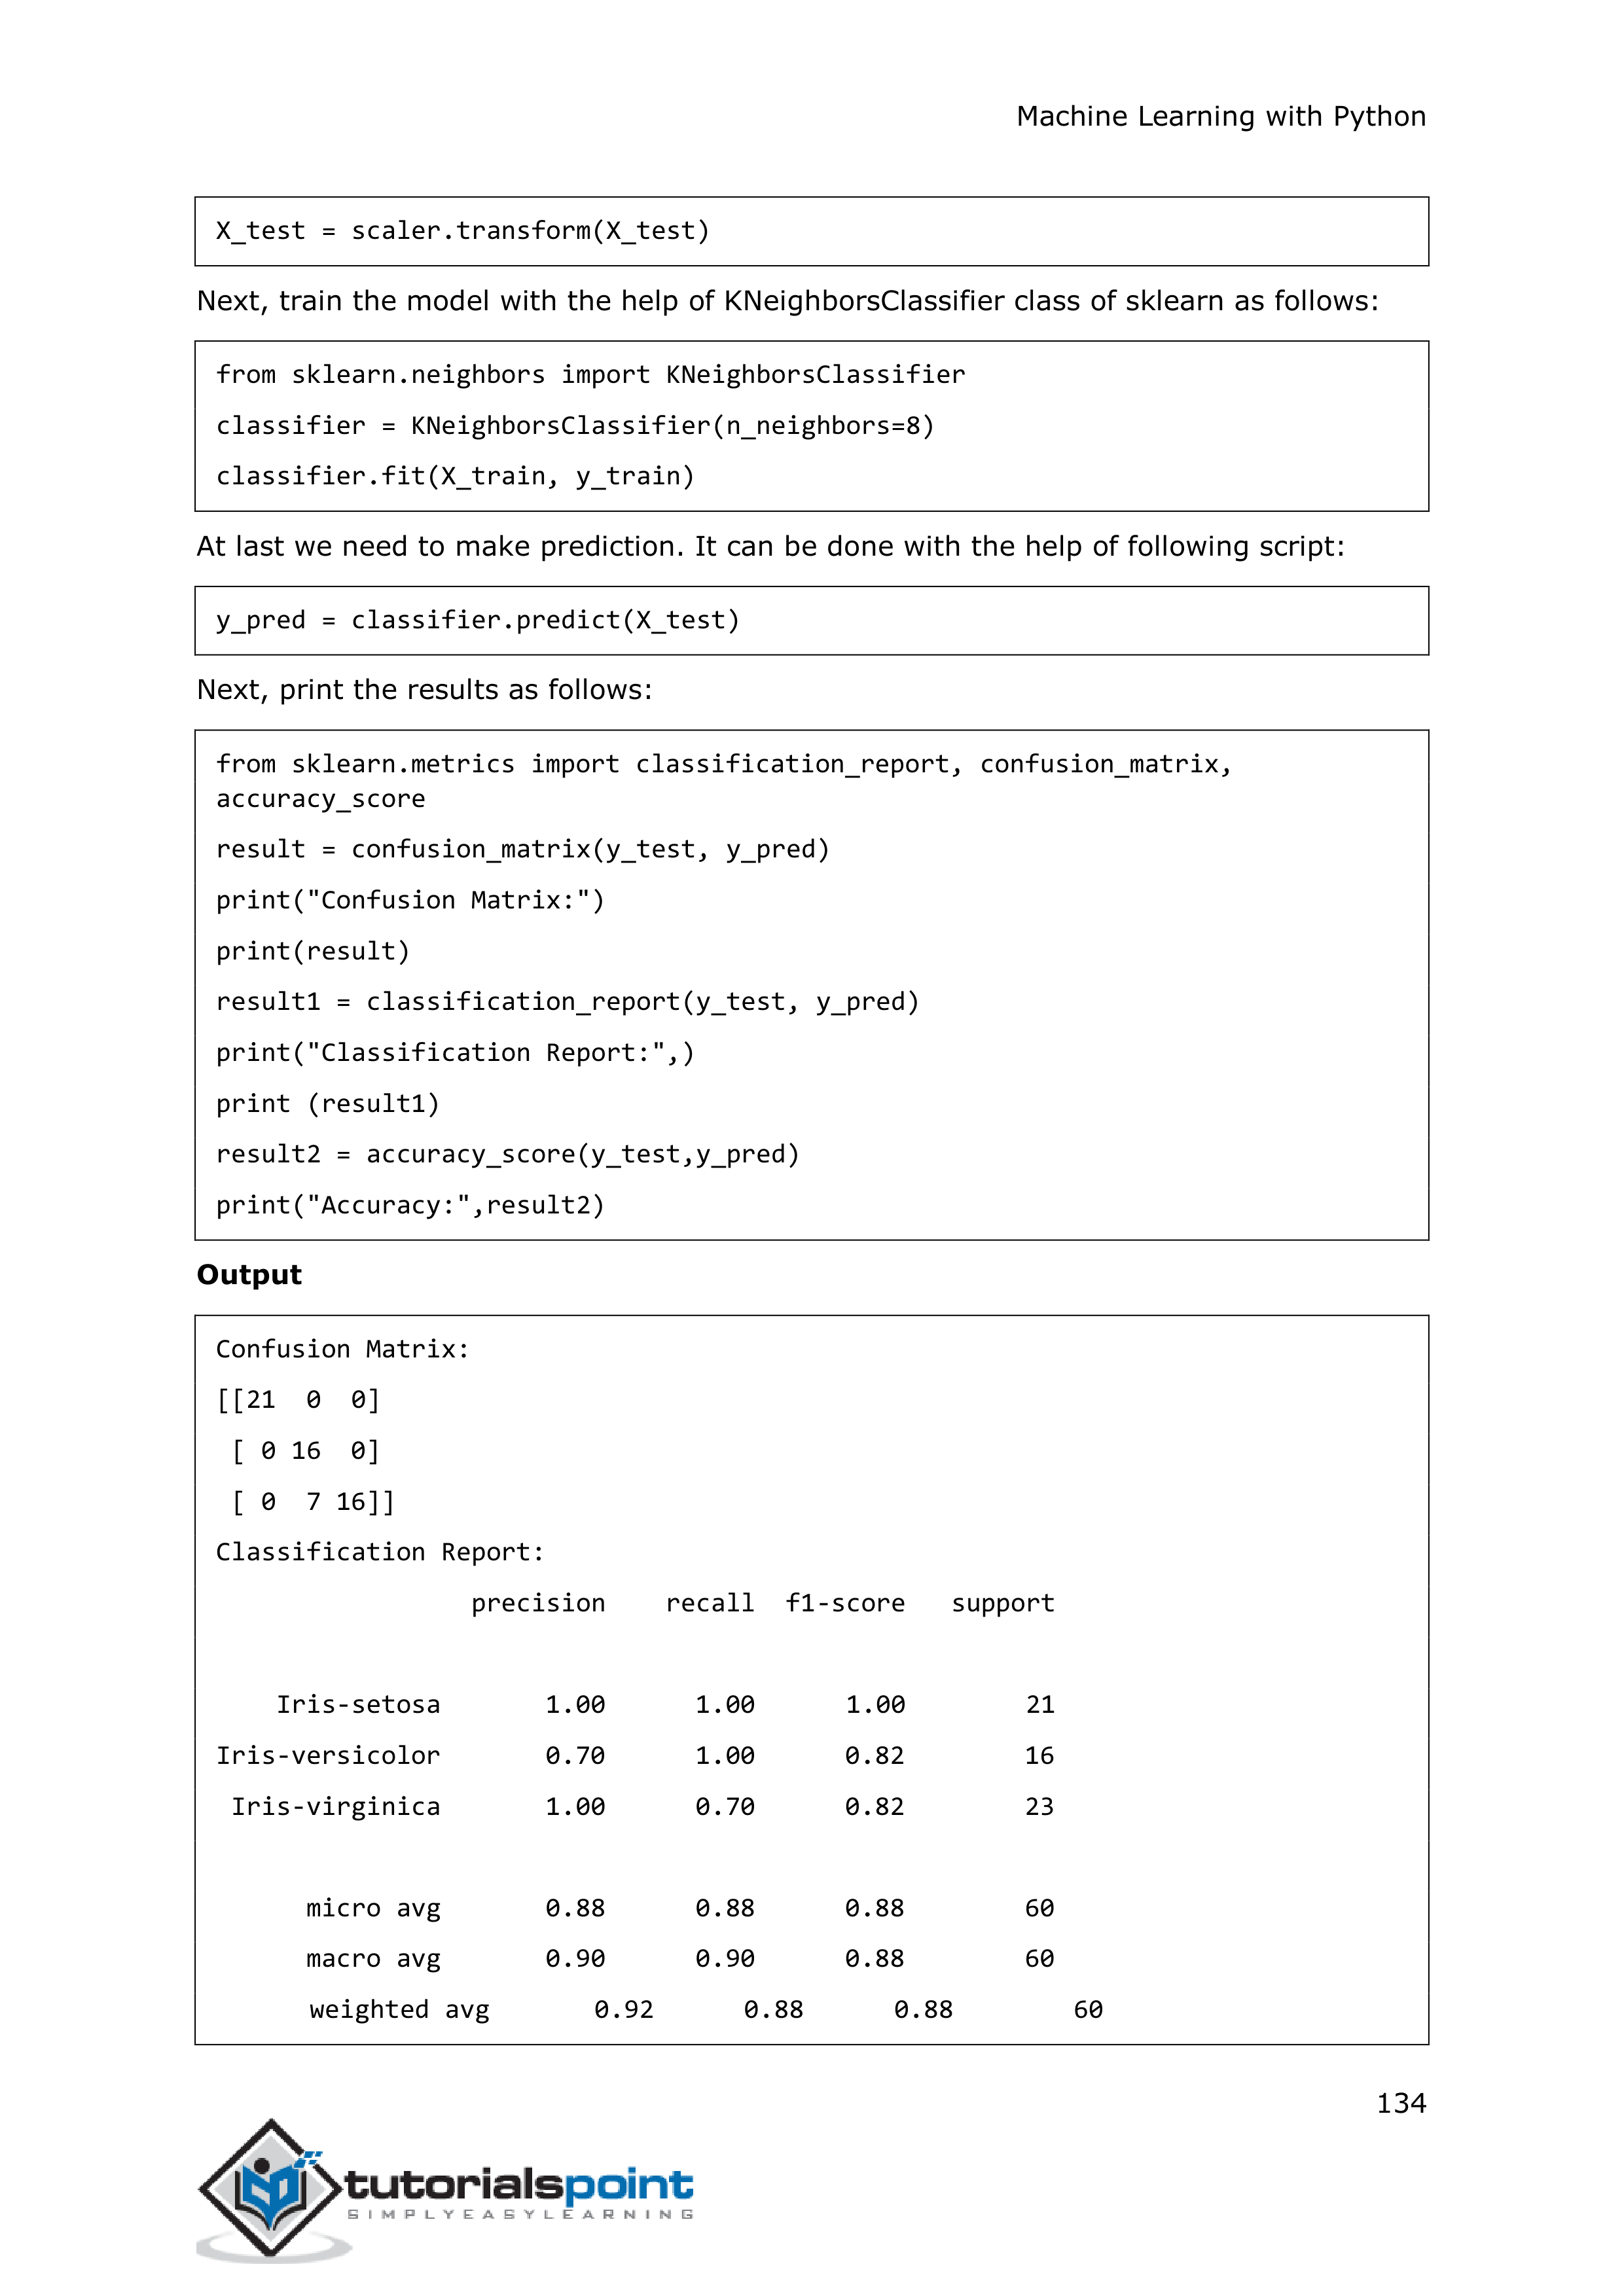 Machine Learning with Python
X_test = scaler.transform(X_test)
Next, train the model with the help of KNeighborsClassifier class of sklearn as follows:
from sklearn.neighbors import KNeighborsClassifier
classifier = KNeighborsClassifier(n_neighbors=8)
classifier.fit(X_train, y_train)
At last we need to make prediction. It can be done with the help of following script:
y_pred = classifier.predict(X_test)
Next, print the results as follows:
from sklearn.metrics import classification_report, confusion_matrix,
accuracy_score
result = confusion_matrix(y_test, y_pred)
print("Confusion Matrix:")
print(result)
result1 = classification_report(y_test, y_pred)
print("Classification Report:",)
print (result1)
result2 = accuracy_score(y_test,y_pred)
print("Accuracy:",result2)
Output
Confusion Matrix:
[[21  0  0]
 [ 0 16  0]
 [ 0  7 16]]
Classification Report:
                 precision    recall  f1-score   support
    Iris-setosa       1.00      1.00      1.00        21
Iris-versicolor       0.70      1.00      0.82        16
 Iris-virginica       1.00      0.70      0.82        23
      micro avg       0.88      0.88      0.88        60
      macro avg       0.90      0.90      0.88        60
      weighted avg       0.92      0.88      0.88        60
134
tutorialspoint
SIMPLYEASYLEARNING